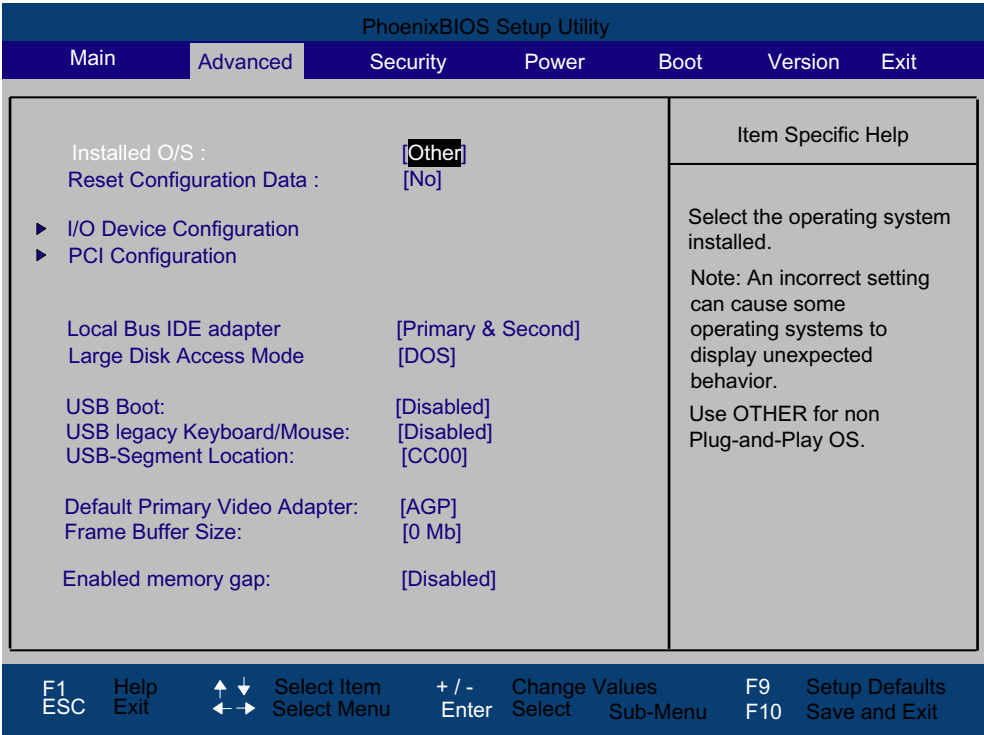 PhoenixBIOS Setup Utility
Main Advanced Security Power Boot Version Exit
Installed O/S : [Other]
Reset Configuration Data : [No]
I/O Device Configuration
PCI Configuration
Local Bus IDE adapter [Primary & Second]
Large Disk Access Mode [DOS]
USB Boot: [Disabled]
USB legacy Keyboard/Mouse: [Disabled]
USB-Segment Location: [CC00]
Default Primary Video Adapter: [AGP]
Frame Buffer Size: [0 Mb]
Enabled memory gap: [Disabled]
Item Specific Help
Select the operating system
installed.
Note: An incorrect setting
can cause some
operating systems to
display unexpected
behavior.
Use OTHER for non
Plug-and-Play OS.
F1 Help Select Item + / - Change Values F9 Setup Defaults
ESC Exit Select Menu Enter Select Sub-Menu F10 Save and Exit